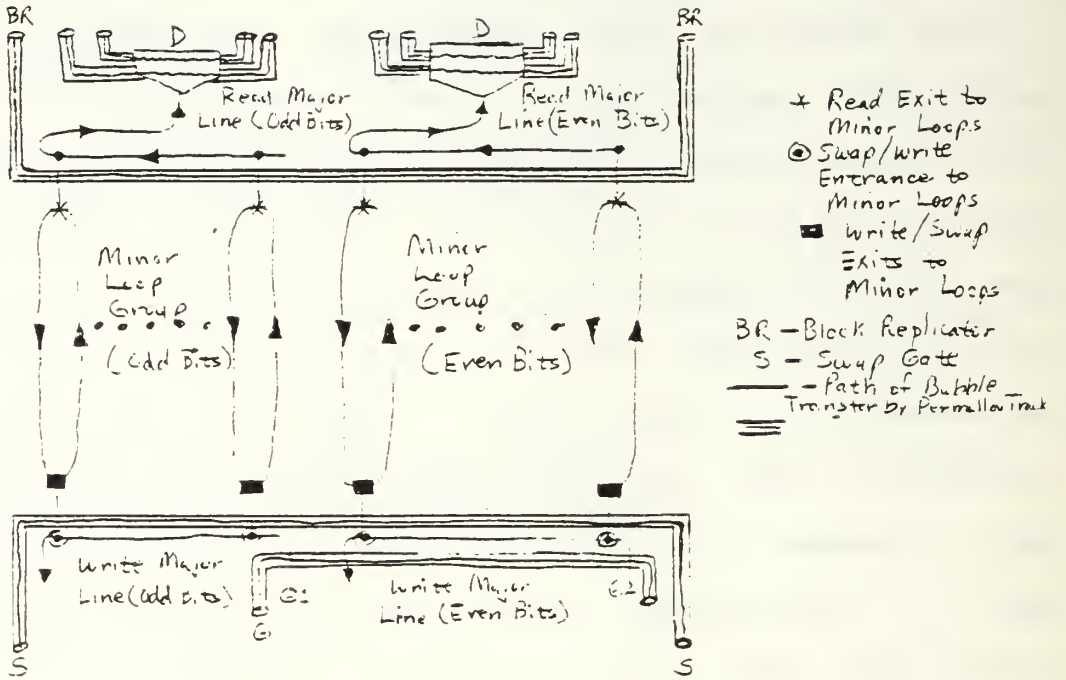 BR
BR
D
D
Read Major
Line (Odd Bits)
Read Major
Line (Even Bits)
Read Exit to
Minor Loops
Swap/Write
Entrance to
Minor Loops
Write/Swap
Exits to
Minor Loops
BR - Block Replicator
S - Swap Gate
- Path of Bubble
Transfer by Permalloy Track
Minor
Loop
Group
(Odd Bits)
Minor
Loop
Group
(Even Bits)
Write Major
Line (Odd Bits)
G1
G
Write Major
Line (Even Bits)
G2
S
S